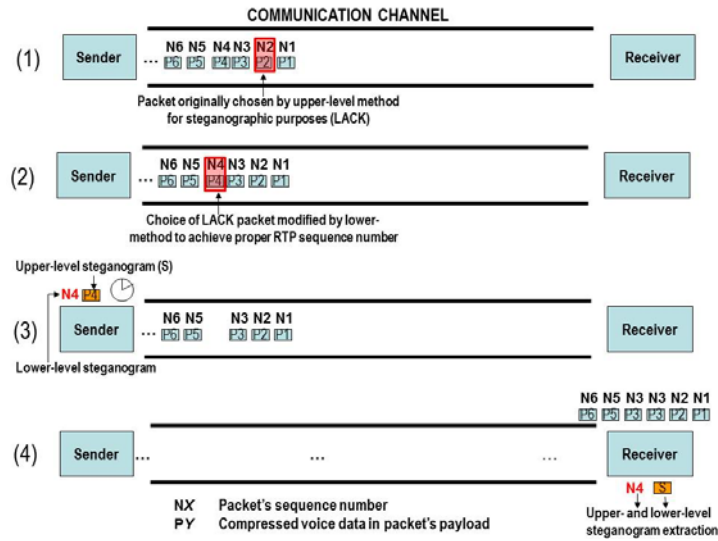 COMMUNICATION CHANNEL
(1)
Sender
... N6 N5 N4 N3 N2 N1
P6 P5 P4 P3 P2 P1
Receiver
Packet originally chosen by upper-level method
for steganographic purposes (LACK)
(2)
Sender
... N6 N5 N4 N3 N2 N1
P6 P5 P4 P3 P2 P1
Receiver
Choice of LACK packet modified by lower-
method to achieve proper RTP sequence number
Upper-level steganogram (S)
N4 P4
(3)
Sender
... N6 N5 N3 N2 N1
P6 P5 P3 P2 P1
Receiver
Lower-level steganogram
N6 N5 N3 N3 N2 N1
P6 P5 P3 P3 P2 P1
(4)
Sender
... ... ...
Receiver
N4 S
NX Packet's sequence number
PY Compressed voice data in packet's payload
Upper- and lower-level
steganogram extraction